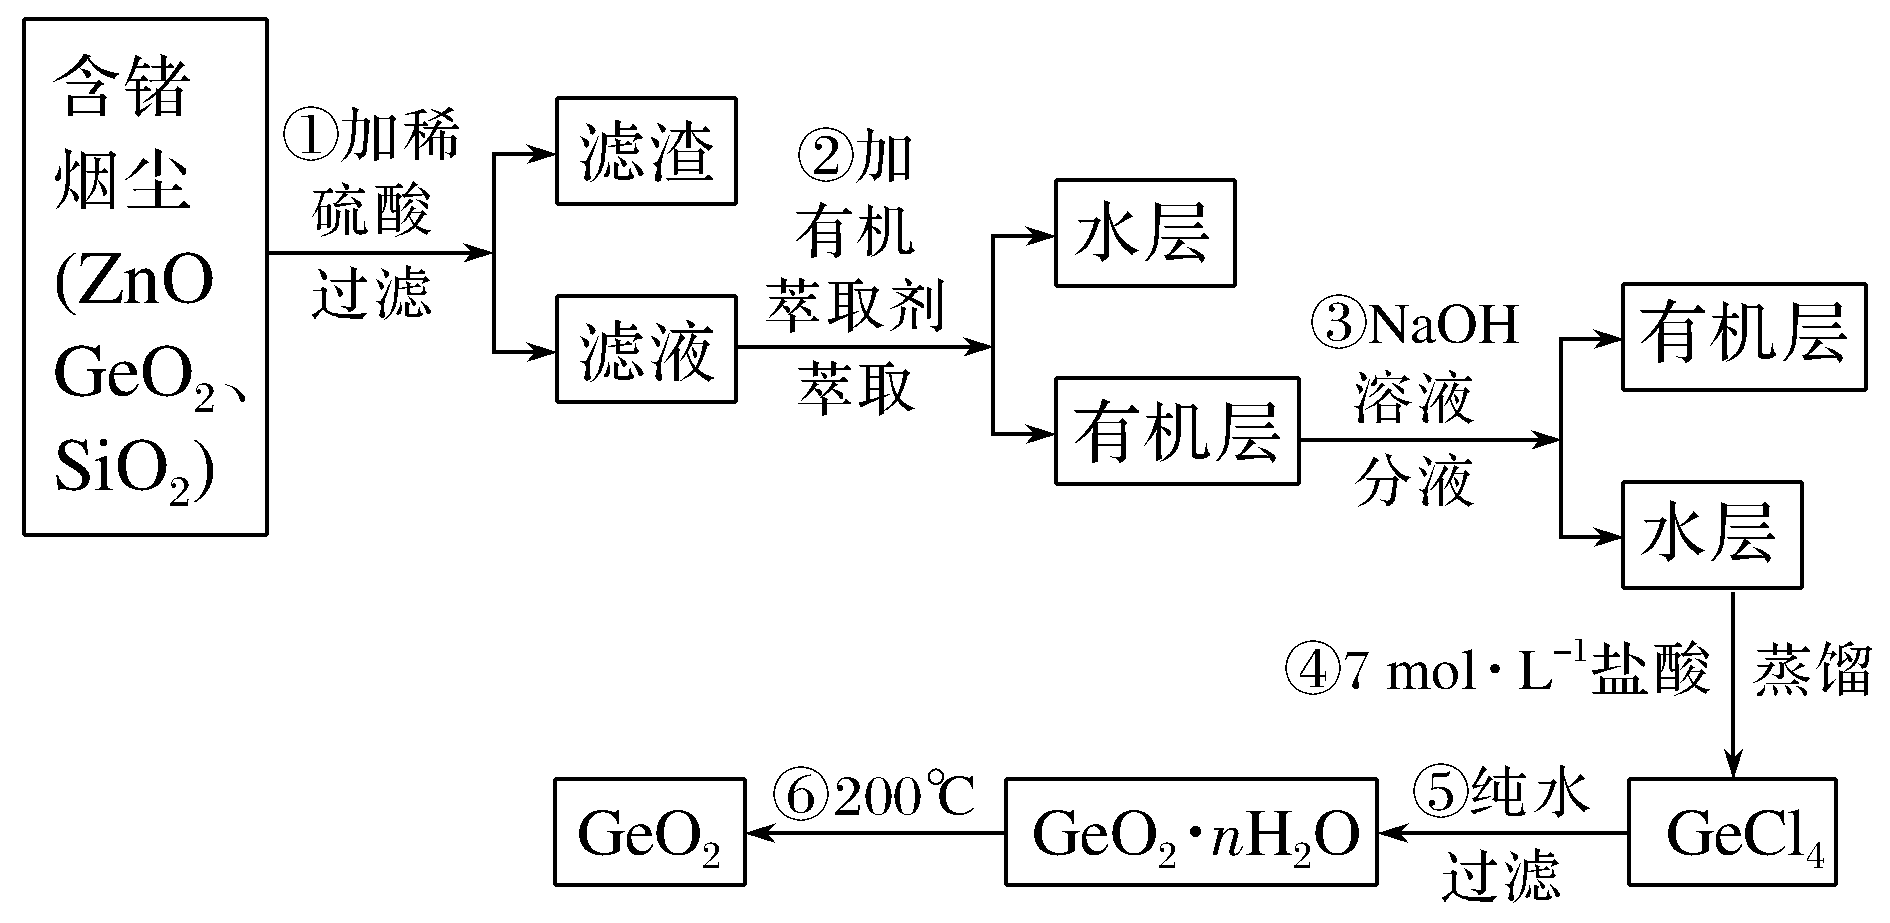 含锗
烟尘
(ZnO
GeO₂、
SiO₂)
①加稀
硫酸
过滤
滤渣
滤液
②加
有机
萃取剂
萃取
水层
有机层
③NaOH
溶液
分液
有机层
水层
④7 mol·L⁻¹盐酸
蒸馏
GeCl₄
⑤纯水
过滤
GeO₂·nH₂O
⑥200℃
GeO₂